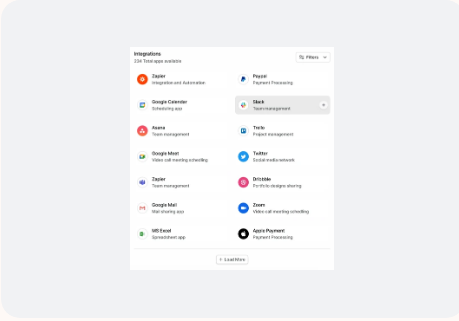 Integrations
234 Total apps available
Filters
Zapier
Integration and Automation
Paypal
Payment Processing
Google Calendar
Scheduling app
Slack
Team management
Asana
Team management
Trello
Project management
Google Meet
Video call meeting schedling
Twitter
Social media network
Zapier
Team management
Dribbble
Portfolio designs sharing
Google Mail
Mail sharing app
Zoom
Video call meeting schedling
MS Excel
Spreadsheet app
Apple Payment
Payment Processing
+ Load More